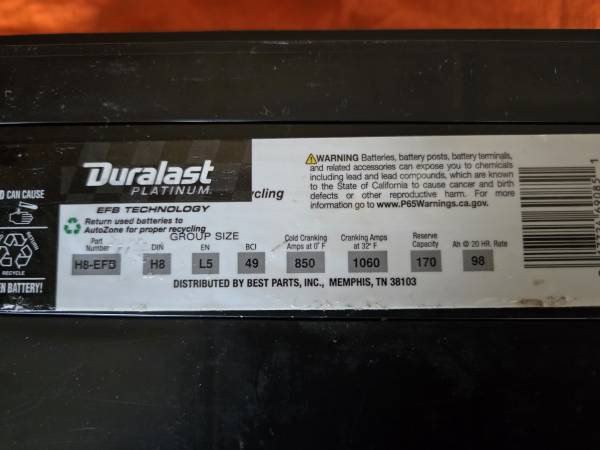 Duralast
PLATINUM
EFB TECHNOLOGY
ycling
Return used batteries to
AutoZone for proper recycling
D CAN CAUSE
RECYCLE
EN BATTERY!
⚠WARNING Batteries, battery posts, battery terminals,
and related accessories can expose you to chemicals
including lead and lead compounds, which are known
to the State of California to cause cancer and birth
defects or other reproductive harm. For more
information go to www.P65Warnings.ca.gov.
GROUP SIZE
Part Number DIN EN BCI Cold Cranking Amps at 0° F Cranking Amps at 32° F Reserve Capacity Ah @ 20 HR. Rate
H8-EFB H8 L5 49 850 1060 170 98
DISTRIBUTED BY BEST PARTS, INC., MEMPHIS, TN 38103